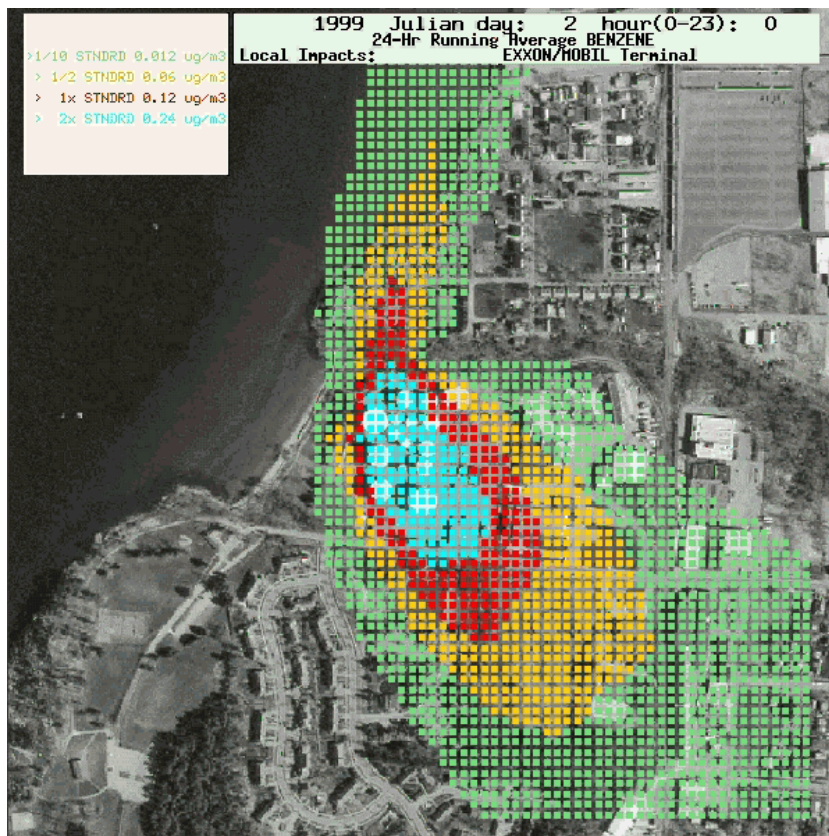 1999 Julian day: 2 hour(0-23): 0
24-Hr Running Average BENZENE
Local Impacts: EXXON/MOBIL Terminal
>1/10 STNDRD 0.012 ug/m3
> 1/2 STNDRD 0.06 ug/m3
> 1x STNDRD 0.12 ug/m3
> 2x STNDRD 0.24 ug/m3